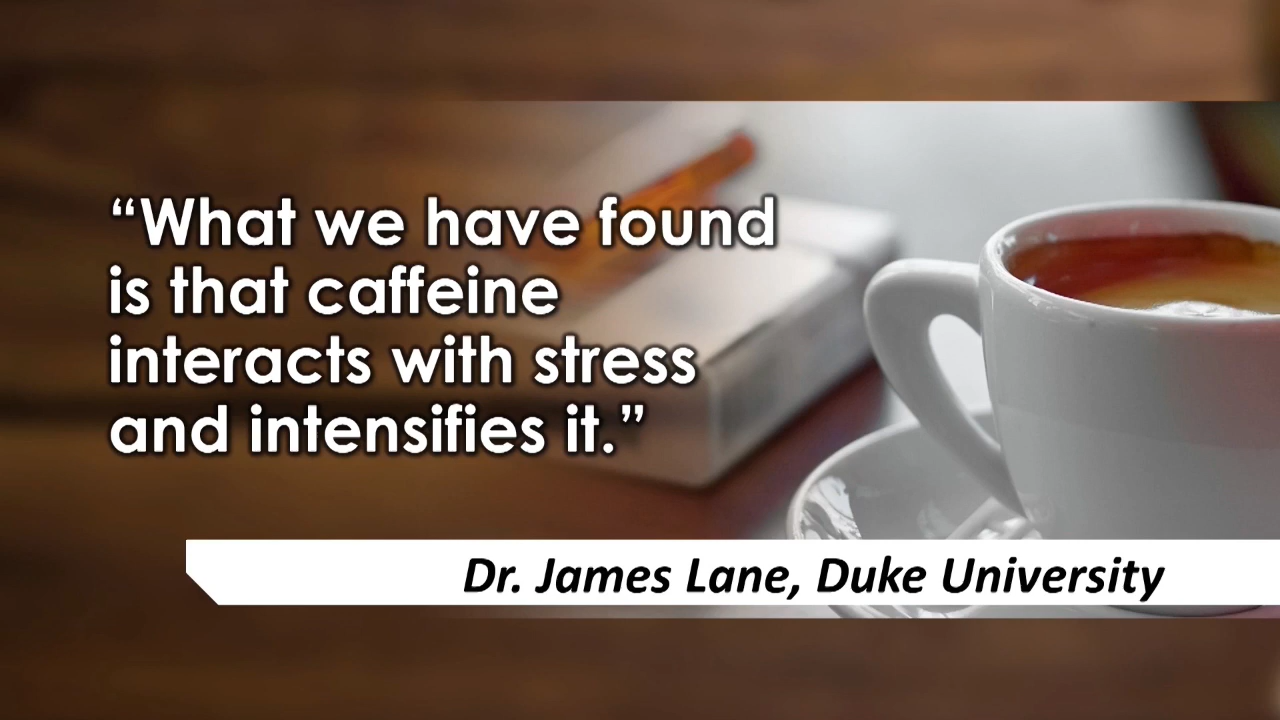 “What we have found
is that caffeine
interacts with stress
and intensifies it.”
Dr. James Lane, Duke University